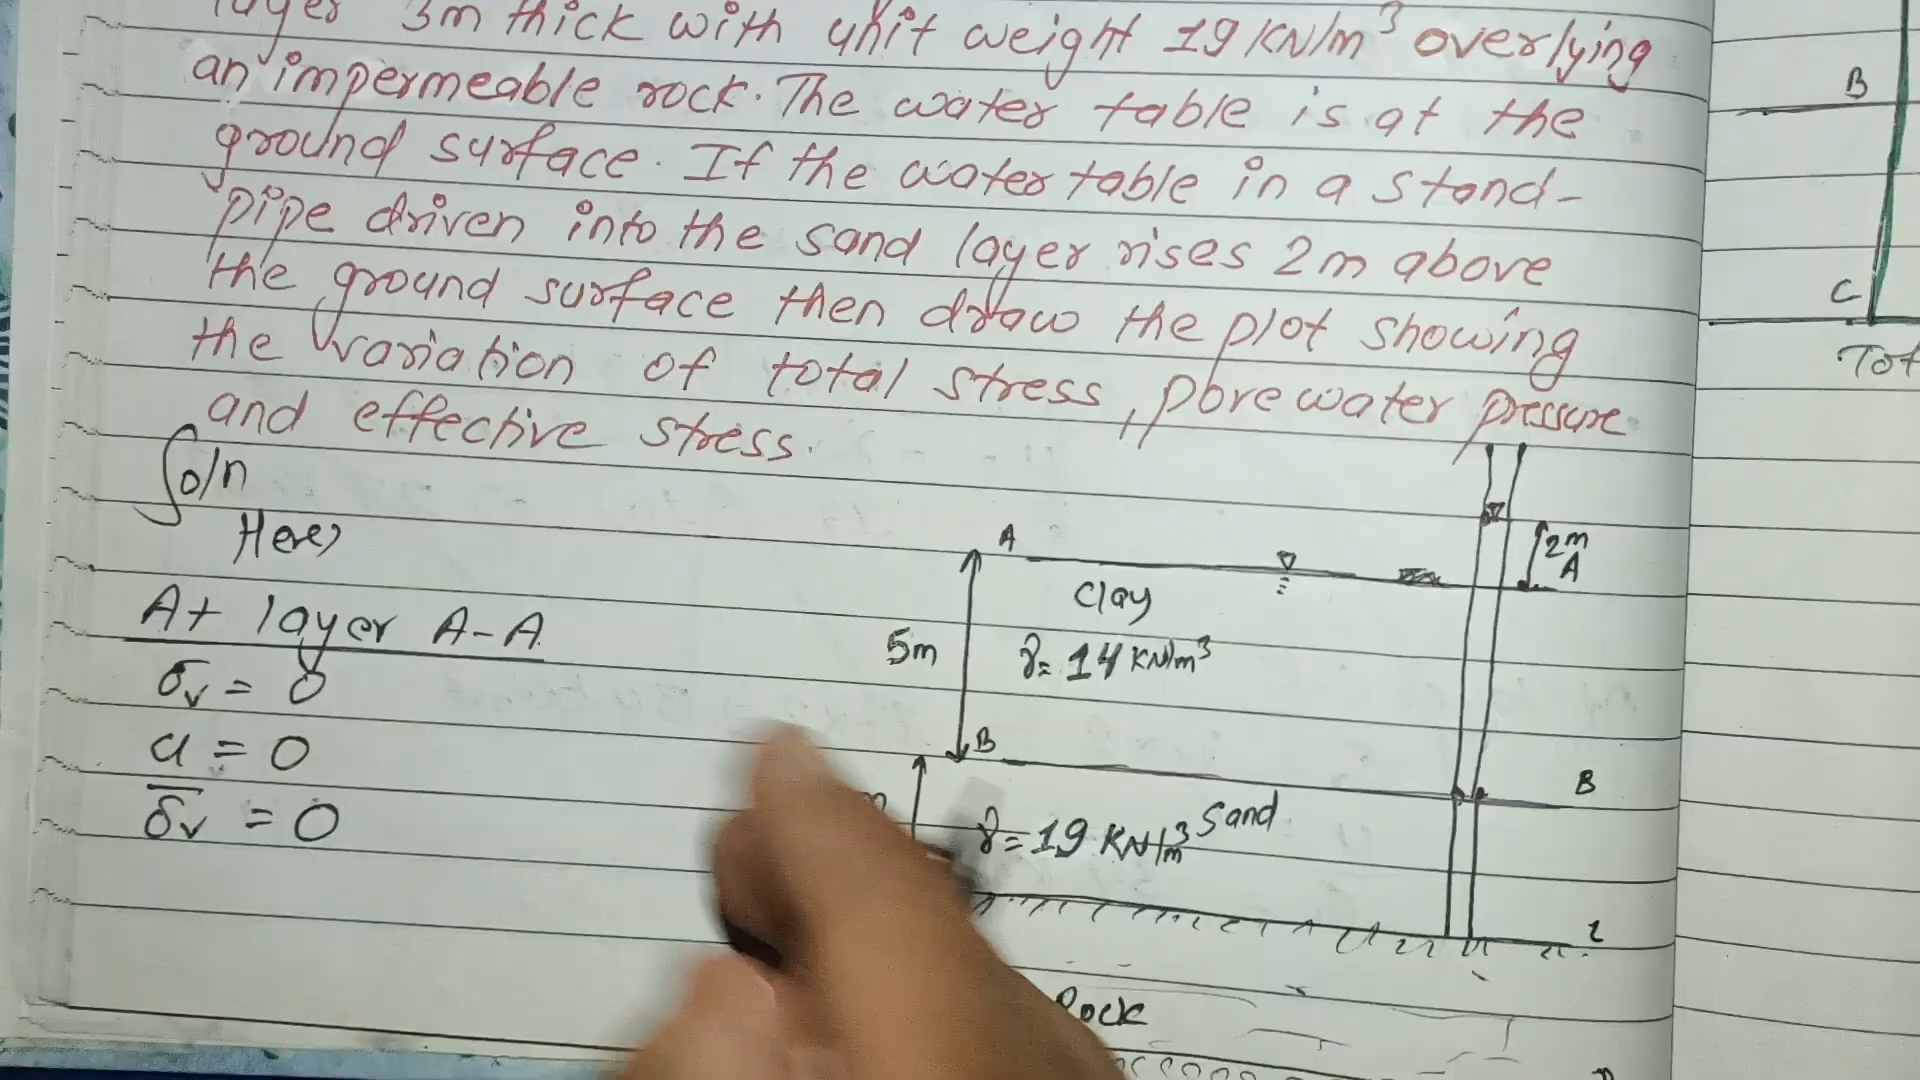 layer 3m thick with unit weight 19 KN/m³ overlying
an impermeable rock. The water table is at the
ground surface. If the water table in a stand-
pipe driven into the sand layer rises 2m above
the ground surface then draw the plot showing
the variation of total stress, pore water pressure
and effective stress.
Sol/n
Here,
At layer A-A
σv = 0
u = 0
σ̅v = 0
A
2m
A
Clay
5m
γ = 14 KN/m³
B
B
Sand
γ = 19 KN/m³
Rock
B
C
Tot